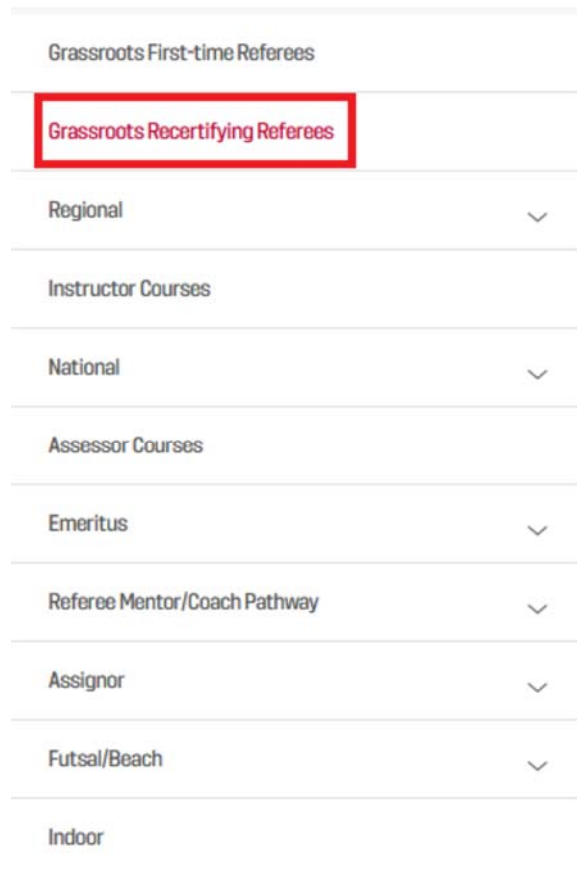 Grassroots First-time Referees
Grassroots Recertifying Referees
Regional
Instructor Courses
National
Assessor Courses
Emeritus
Referee Mentor/Coach Pathway
Assignor
Futsal/Beach
Indoor